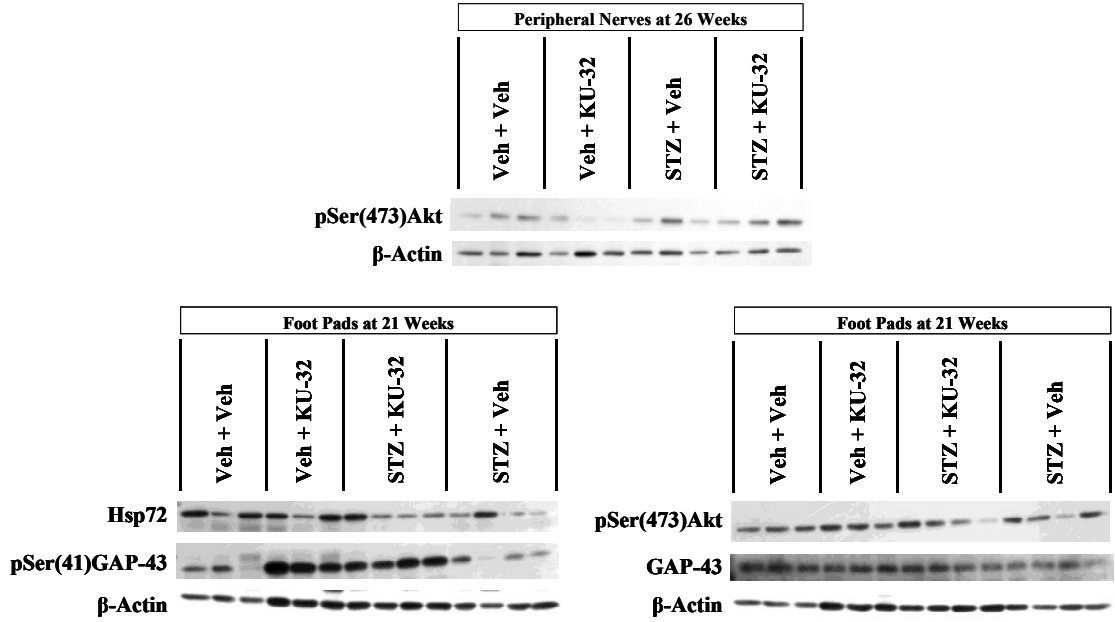 Peripheral Nerves at 26 Weeks
Veh + Veh
Veh + KU-32
STZ + Veh
STZ + KU-32
pSer(473)Akt
β-Actin
Foot Pads at 21 Weeks
Veh + Veh
Veh + KU-32
STZ + KU-32
STZ + Veh
Hsp72
pSer(41)GAP-43
β-Actin
Foot Pads at 21 Weeks
Veh + Veh
Veh + KU-32
STZ + KU-32
STZ + Veh
pSer(473)Akt
GAP-43
β-Actin